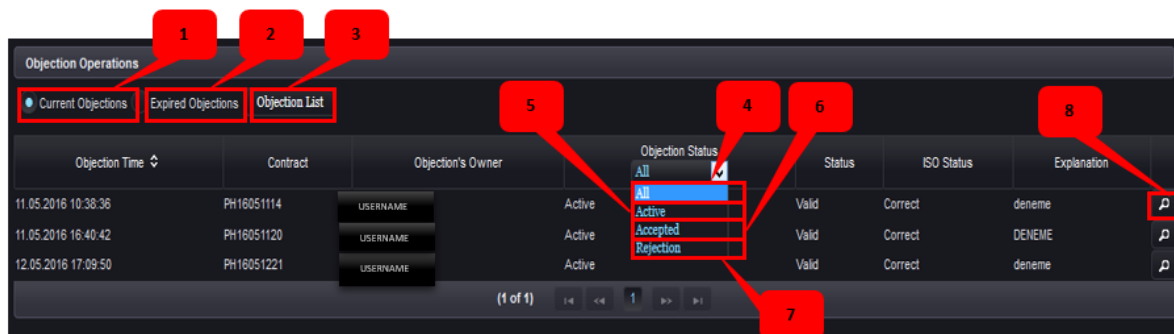 1 2 3
Objection Operations
Current Objections Expired Objections Objection List
5 4 6 8
Objection Time Contract Objection's Owner Objection Status Status ISO Status Explanation
All
All
11.05.2016 10:38:36 PH16051114 USERNAME Active Valid Correct deneme
Active
11.05.2016 16:40:42 PH16051120 USERNAME Active Accepted Valid Correct DENEME
Rejection
12.05.2016 17:09:50 PH16051221 USERNAME Active Valid Correct deneme
(1 of 1) 1
7